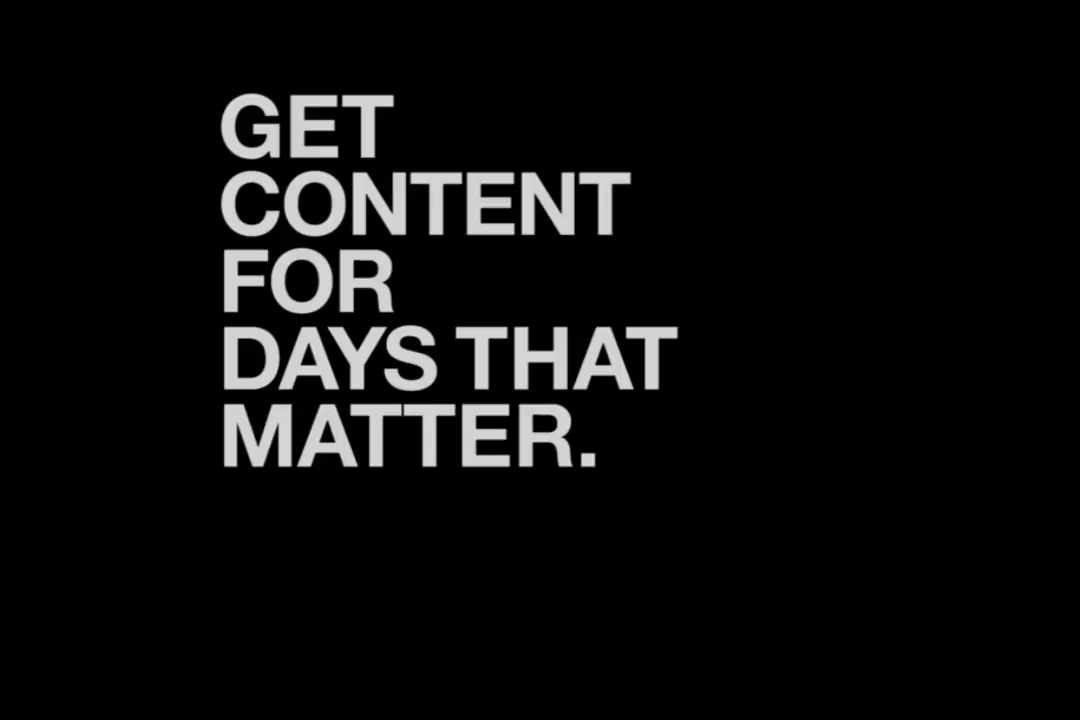 GET
CONTENT
FOR
DAYS THAT
MATTER.